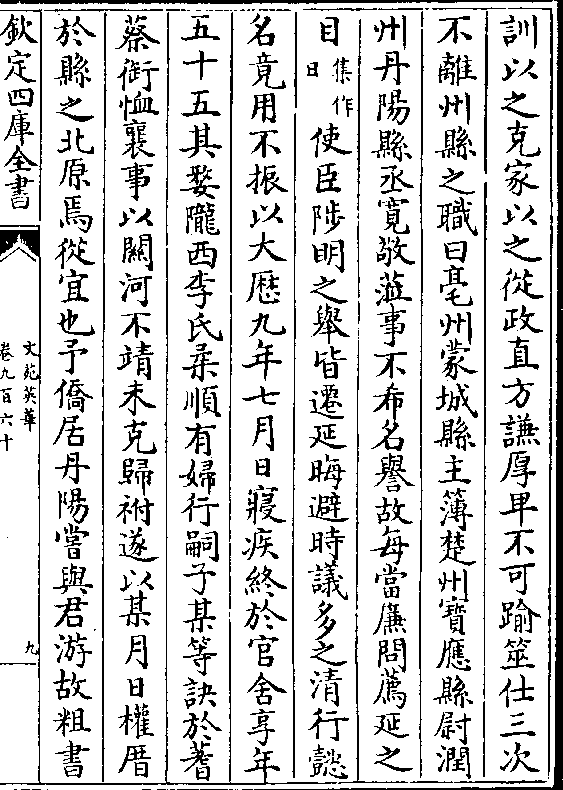 訓以之克家以之從政直方謙厚卑不可踰筮仕三次
不離州縣之職曰亳州蒙城縣主簿楚州寶應縣尉潤
州丹陽縣丞寛敬蒞事不希名譽故每當廉問薦延之
目集作日使臣陟明之舉皆遷延晦避時議多之清行懿
名竟用不振以大歴九年七月日寢疾終於官舍享年
五十五其娶隴西李氏柔順有婦行嗣子某等訣於蓍
蔡銜恤襄事以關河不靖未克歸祔遂以某月日權厝
於縣之北原焉從宜也予僑居丹陽嘗與君游故粗書
欽定四庫全書
文苑英華
卷九百六十
九